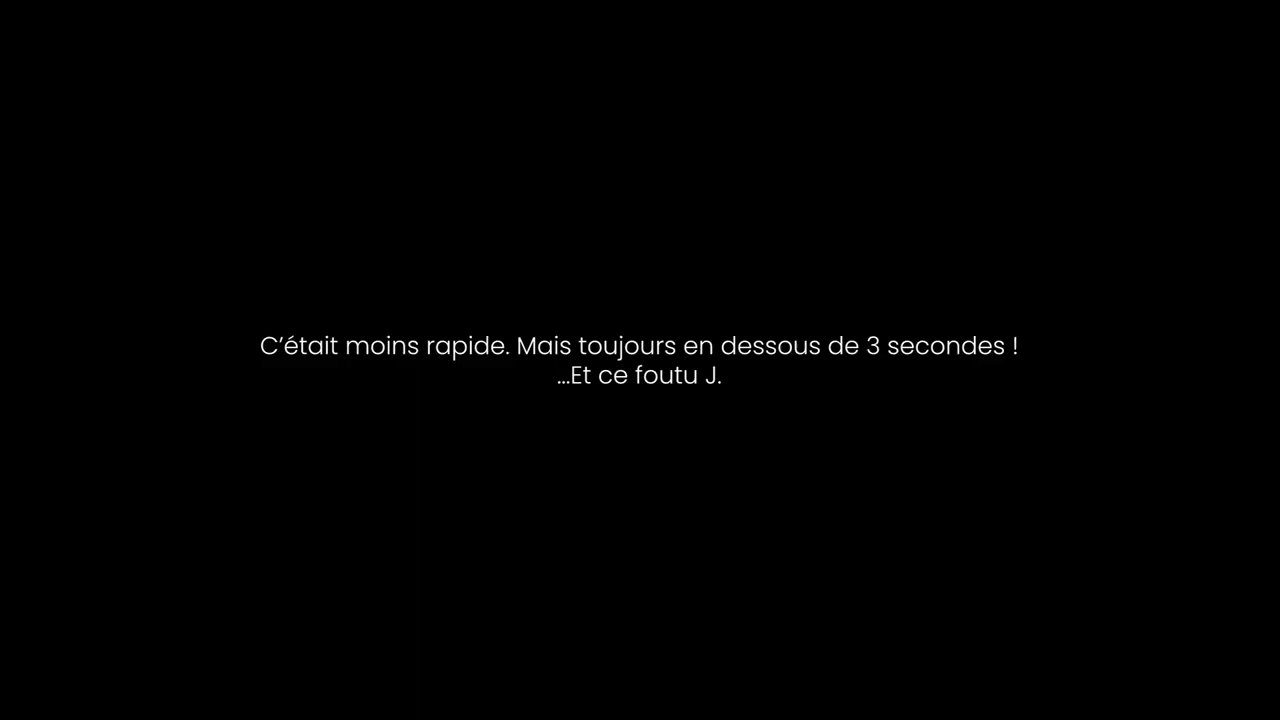 C’était moins rapide. Mais toujours en dessous de 3 secondes !
...Et ce foutu J.